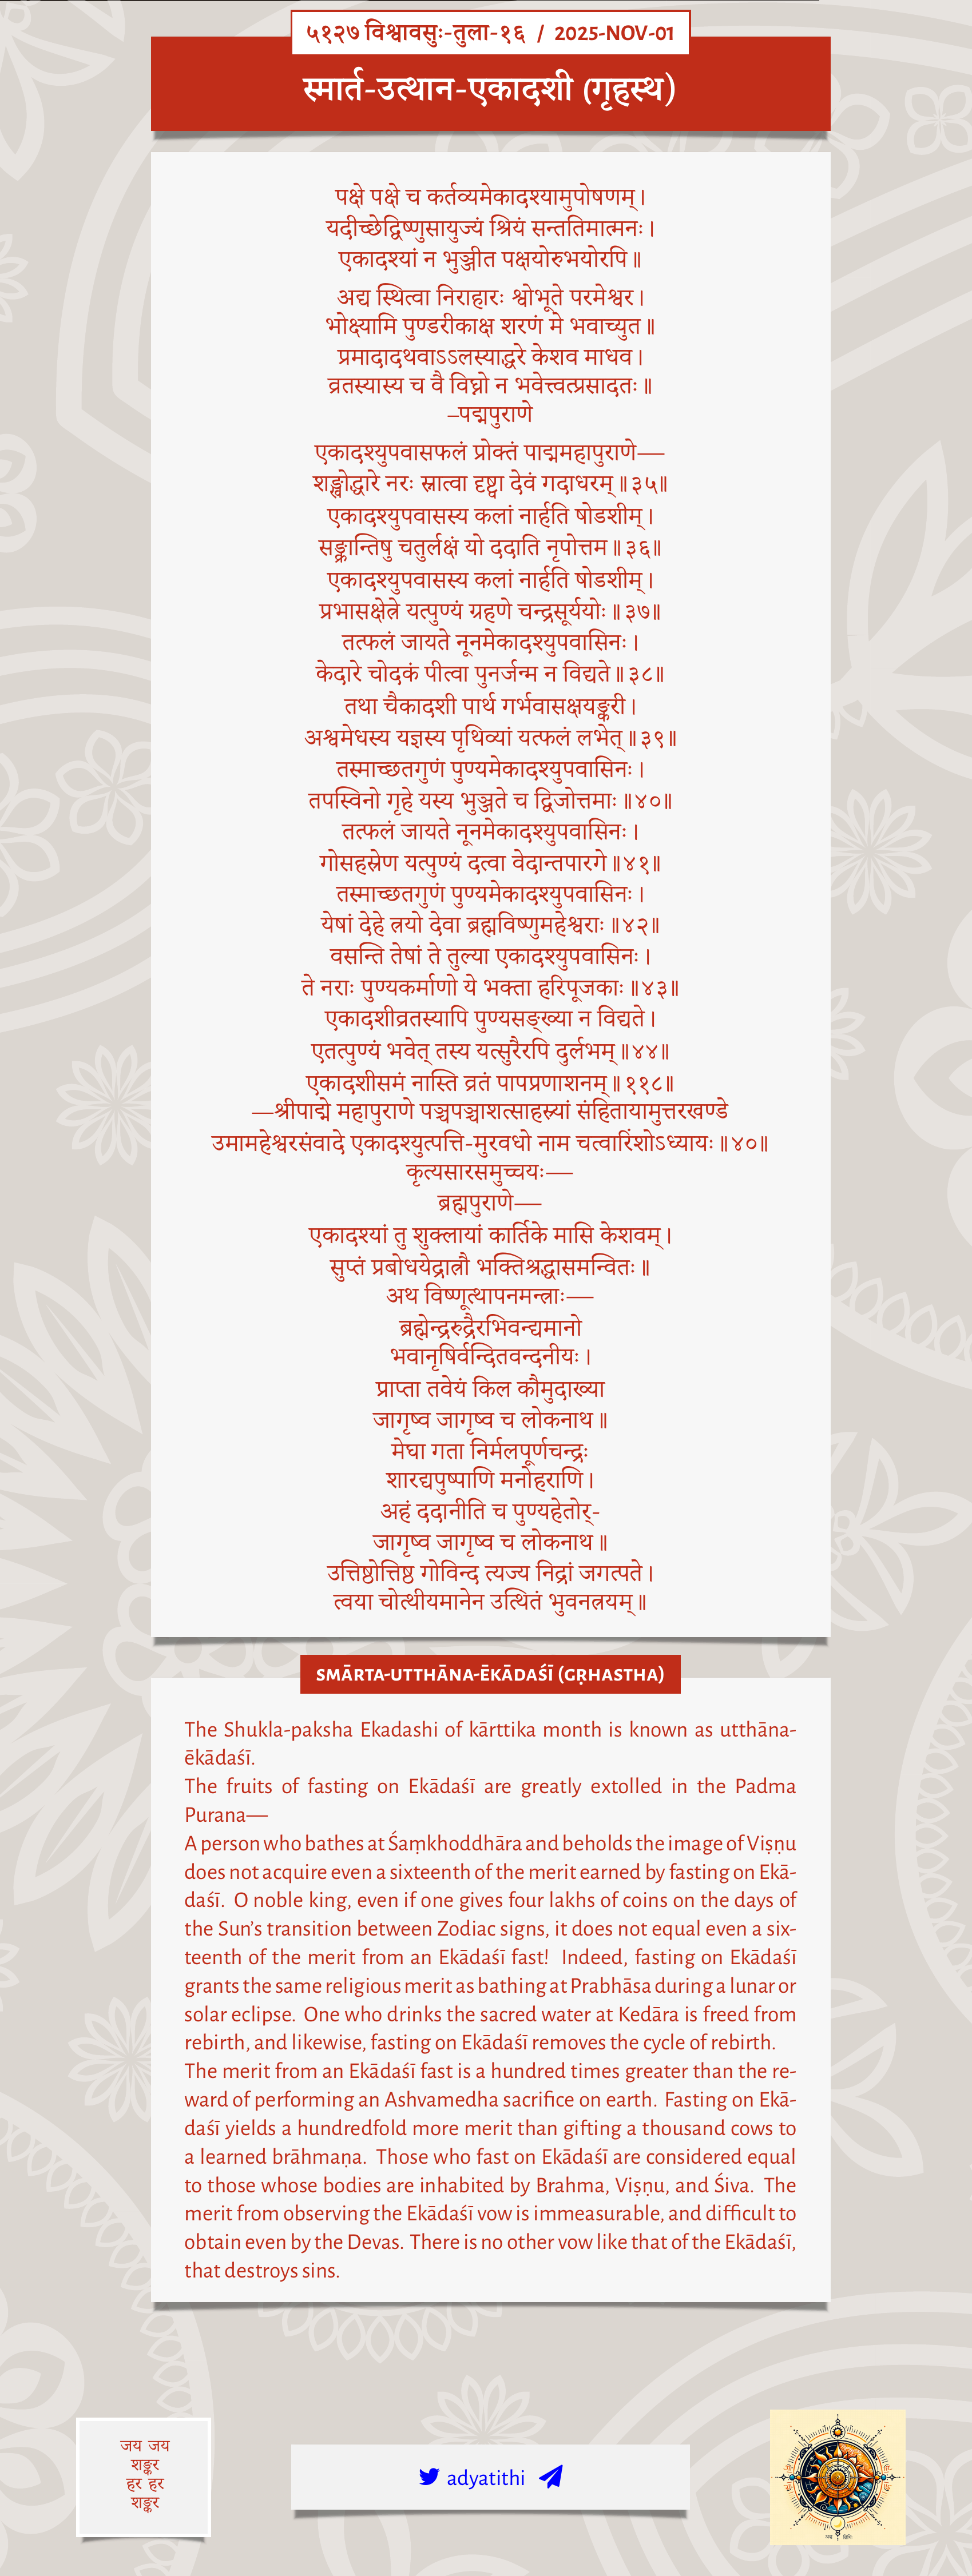 ५१२७ विश्वावसुः-तुला-१६ / 2025-NOV-01
स्मार्त-उत्थान-एकादशी (गृहस्थ)
पक्षे पक्षे च कर्तव्यमेकादश्यामुपोषणम्।
यदीच्छेद्विष्णुसायुज्यं श्रियं सन्ततिमात्मनः।
एकादश्यां न भुञ्जीत पक्षयोरुभयोरपि॥
अद्य स्थित्वा निराहारः श्वोभूते परमेश्वर।
भोक्ष्यामि पुण्डरीकाक्ष शरणं मे भवाच्युत॥
प्रमादादथवाऽऽलस्याद्धरे केशव माधव।
व्रतस्यास्य च वै विघ्नो न भवेत्त्वत्प्रसादतः॥
–पद्मपुराणे
एकादश्युपवासफलं प्रोक्तं पाद्ममहापुराणे—
शङ्खोद्धारे नरः स्नात्वा दृष्ट्वा देवं गदाधरम्॥३५॥
एकादश्युपवासस्य कलां नार्हति षोडशीम्।
सङ्क्रान्तिषु चतुर्लक्षं यो ददाति नृपोत्तम॥३६॥
एकादश्युपवासस्य कलां नार्हति षोडशीम्।
प्रभासक्षेत्रे यत्पुण्यं ग्रहणे चन्द्रसूर्ययोः॥३७॥
तत्फलं जायते नूनमेकादश्युपवासिनः।
केदारे चोदकं पीत्वा पुनर्जन्म न विद्यते॥३८॥
तथा चैकादशी पार्थ गर्भवासक्षयङ्करी।
अश्वमेधस्य यज्ञस्य पृथिव्यां यत्फलं लभेत्॥३९॥
तस्माच्छतगुणं पुण्यमेकादश्युपवासिनः।
तपस्विनो गृहे यस्य भुञ्जते च द्विजोत्तमाः॥४०॥
तत्फलं जायते नूनमेकादश्युपवासिनः।
गोसहस्रेण यत्पुण्यं दत्वा वेदान्तपारगे॥४१॥
तस्माच्छतगुणं पुण्यमेकादश्युपवासिनः।
येषां देहे त्रयो देवा ब्रह्मविष्णुमहेश्वराः॥४२॥
वसन्ति तेषां ते तुल्या एकादश्युपवासिनः।
ते नराः पुण्यकर्माणो ये भक्ता हरिपूजकाः॥४३॥
एकादशीव्रतस्यापि पुण्यसङ्ख्या न विद्यते।
एतत्पुण्यं भवेत् तस्य यत्सुरैरपि दुर्लभम्॥४४॥
एकादशीसमं नास्ति व्रतं पापप्रणाशनम्॥११८॥
—श्रीपाद्मे महापुराणे पञ्चपञ्चाशत्साहस्र्यां संहितायामुत्तरखण्डे
उमामहेश्वरसंवादे एकादश्युत्पत्ति-मुरवधो नाम चत्वारिंशोऽध्यायः॥४०॥
कृत्यसारसमुच्चयः—
ब्रह्मपुराणे—
एकादश्यां तु शुक्लायां कार्तिके मासि केशवम्।
सुप्तं प्रबोधयेद्रात्रौ भक्तिश्रद्धासमन्वितः॥
अथ विष्णूत्थापनमन्त्राः—
ब्रह्मेन्द्ररुद्रैरभिवन्द्यमानो
भवानृषिर्वन्दितवन्दनीयः।
प्राप्ता तवेयं किल कौमुदाख्या
जागृष्व जागृष्व च लोकनाथ॥
मेघा गता निर्मलपूर्णचन्द्रः
शारद्यपुष्पाणि मनोहराणि।
अहं ददानीति च पुण्यहेतोर्-
जागृष्व जागृष्व च लोकनाथ॥
उत्तिष्ठोत्तिष्ठ गोविन्द त्यज्य निद्रां जगत्पते।
त्वया चोत्थीयमानेन उत्थितं भुवनत्रयम्॥
SMĀRTA-UTTHĀNA-ĒKĀDAŚĪ (GR̥HASTHA)
The Shukla-paksha Ekadashi of kārttika month is known as utthāna-
ēkādaśī.
The fruits of fasting on Ekādaśī are greatly extolled in the Padma
Purana—
A person who bathes at Śaṃkhoddhāra and beholds the image of Viṣṇu
does not acquire even a sixteenth of the merit earned by fasting on Ekā-
daśī. O noble king, even if one gives four lakhs of coins on the days of
the Sun's transition between Zodiac signs, it does not equal even a six-
teenth of the merit from an Ekādaśī fast! Indeed, fasting on Ekādaśī
grants the same religious merit as bathing at Prabhāsa during a lunar or
solar eclipse. One who drinks the sacred water at Kedāra is freed from
rebirth, and likewise, fasting on Ekādaśī removes the cycle of rebirth.
The merit from an Ekādaśī fast is a hundred times greater than the re-
ward of performing an Ashvamedha sacrifice on earth. Fasting on Ekā-
daśī yields a hundredfold more merit than gifting a thousand cows to
a learned brāhmaṇa. Those who fast on Ekādaśī are considered equal
to those whose bodies are inhabited by Brahma, Viṣṇu, and Śiva. The
merit from observing the Ekādaśī vow is immeasurable, and difficult to
obtain even by the Devas. There is no other vow like that of the Ekādaśī,
that destroys sins.
जय जय
शङ्कर
हर हर
शङ्कर
adyatithi